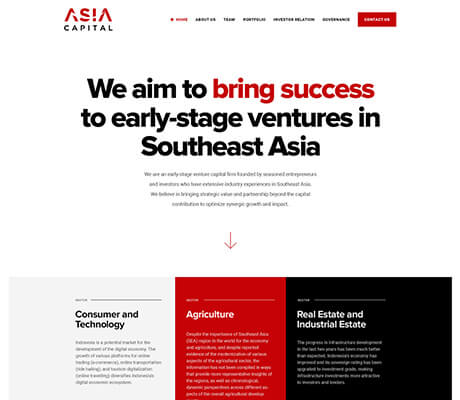 ASIA
CAPITAL
HOME ABOUT US TEAM PORTFOLIO INVESTOR RELATION GOVERNANCE CONTACT US
We aim to bring success
to early-stage ventures in
Southeast Asia
We are an early-stage venture capital firm founded by seasoned entrepreneurs
and investors who have extensive industry experiences in Southeast Asia.
We believe in bringing strategic value and partnership beyond the capital
contribution to optimize synergic growth and impact.
SECTOR
Consumer and
Technology
Indonesia is a potential market for the
development of the digital economy. The
growth of various platforms for online
trading (e-commerce), online transportation
(ride hailing), and tourism digitalization
(online traveling) diversifies Indonesia's
digital economic ecosystem.
SECTOR
Agriculture
Despite the importance of Southeast Asia
(SEA) region to the world for the economy
and agriculture, and despite reported
evidence of the modernization of various
aspects of the agricultural sector, the
information has not been compiled in ways
that provide more representative insights of
the regions, as well as chronological,
dynamic perspectives across different as-
pects of the overall agricultural develop
SECTOR
Real Estate and
Industrial Estate
The progress in infrastructure development
in the last two years has been much better
than expected. Indonesia's economy has
improved and its sovereign rating has been
upgraded to investment grade, making
infrastructure investments more attractive
to investors and lenders.